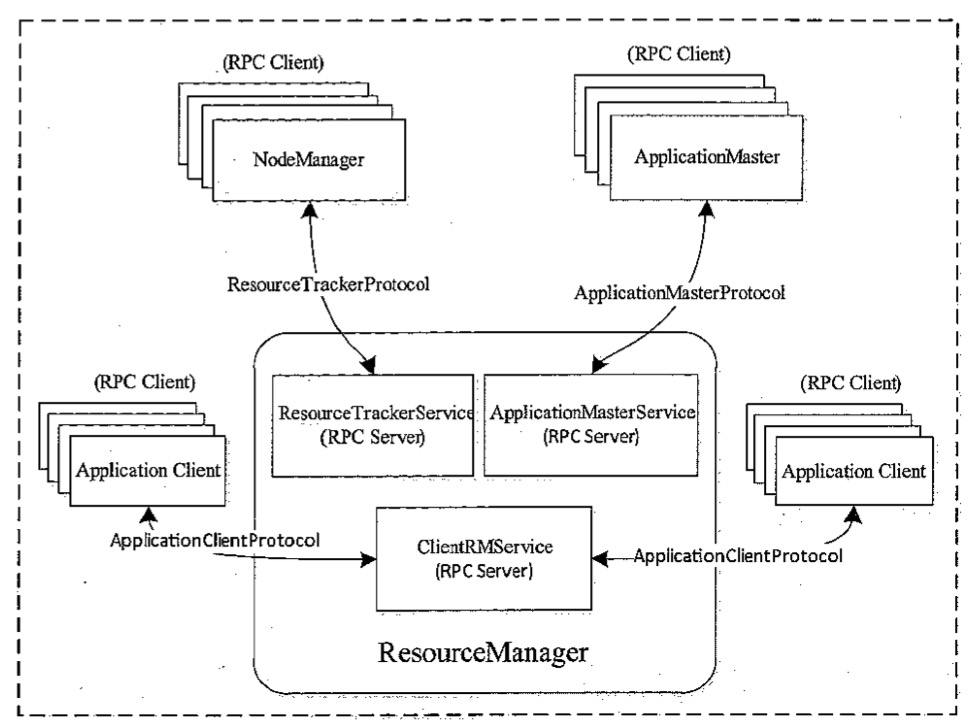 (RPC Client)
(RPC Client)
NodeManager
ApplicationMaster
ResourceTrackerProtocol
ApplicationMasterProtocol
(RPC Client)
(RPC Client)
ResourceTrackerService
(RPC Server)
ApplicationMasterService
(RPC Server)
Application Client
Application Client
ApplicationClientProtocol
ClientRMService
(RPC Server)
ApplicationClientProtocol
ResourceManager